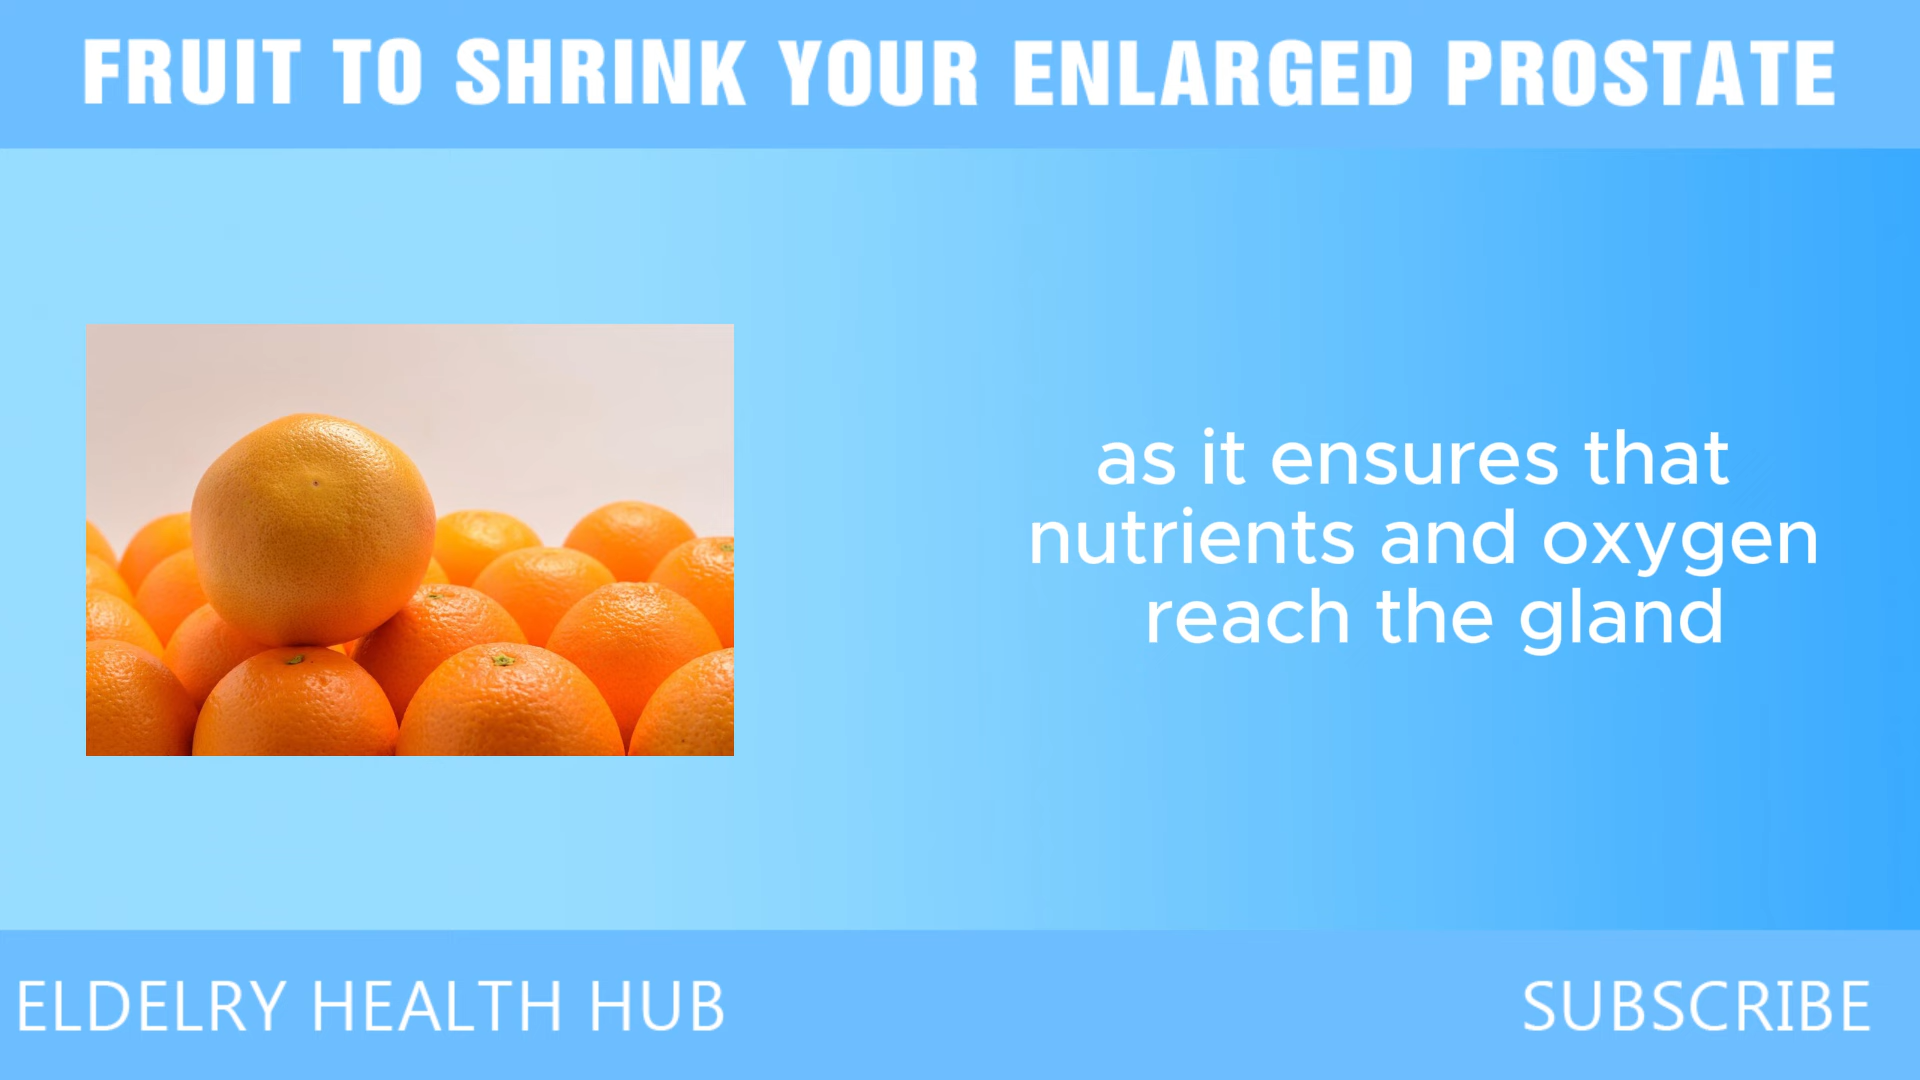 FRUIT TO SHRINK YOUR ENLARGED PROSTATE
as it ensures that
nutrients and oxygen
reach the gland
ELDELRY HEALTH HUB
SUBSCRIBE